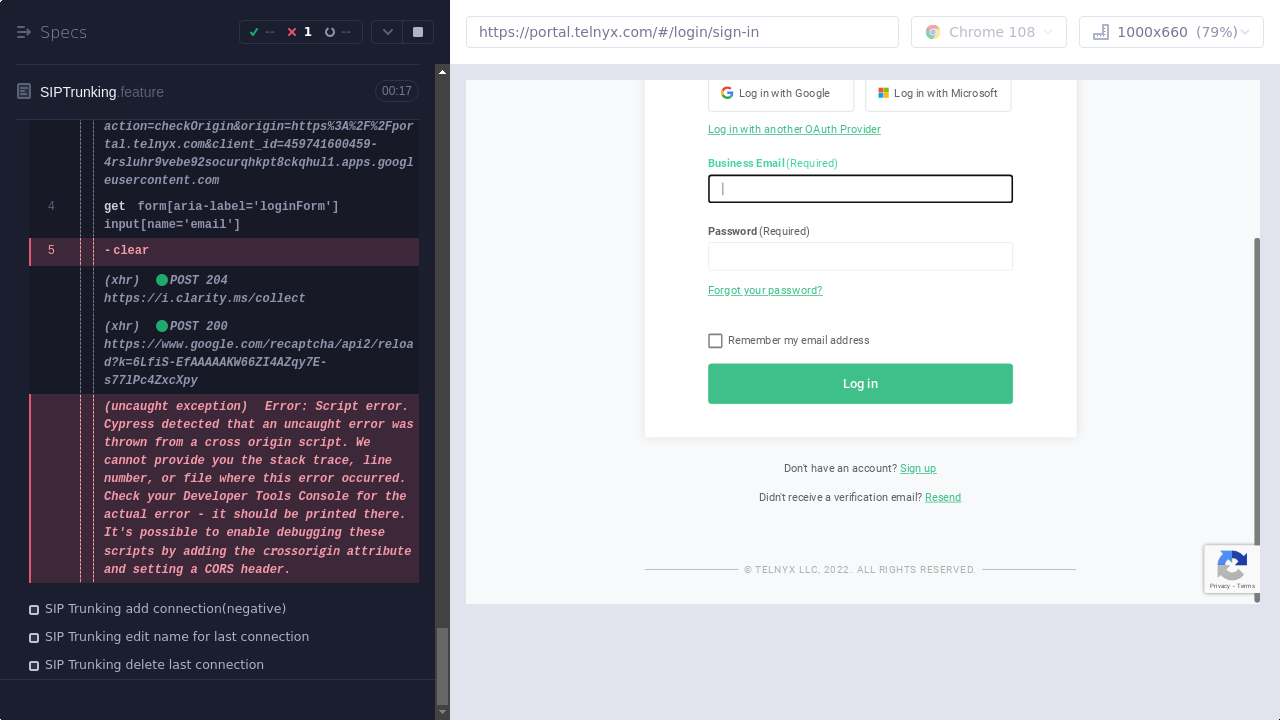 Specs
-- 1 --
SIPTrunking.feature
00:17
action=checkOrigin&origin=https%3A%2F%2Fpor
tal.telnyx.com&client_id=459741600459-
4rsluhr9vebe92socurqhkpt8ckqhul1.apps.googl
eusercontent.com
4 get form[aria-label='loginForm']
input[name='email']
5 -clear
(xhr) POST 204
https://i.clarity.ms/collect
(xhr) POST 200
https://www.google.com/recaptcha/api2/reloa
d?k=6LfiS-EfAAAAAKW66ZI4AZqy7E-
s77lPc4ZxcXpy
(uncaught exception) Error: Script error.
Cypress detected that an uncaught error was
thrown from a cross origin script. We
cannot provide you the stack trace, line
number, or file where this error occurred.
Check your Developer Tools Console for the
actual error - it should be printed there.
It's possible to enable debugging these
scripts by adding the crossorigin attribute
and setting a CORS header.
SIP Trunking add connection(negative)
SIP Trunking edit name for last connection
SIP Trunking delete last connection
https://portal.telnyx.com/#/login/sign-in
Chrome 108
1000x660 (79%)
Log in with Google
Log in with Microsoft
Log in with another OAuth Provider
Business Email (Required)
Password (Required)
Forgot your password?
Remember my email address
Log in
Don't have an account? Sign up
Didn't receive a verification email? Resend
© TELNYX LLC, 2022. ALL RIGHTS RESERVED.
Privacy - Terms